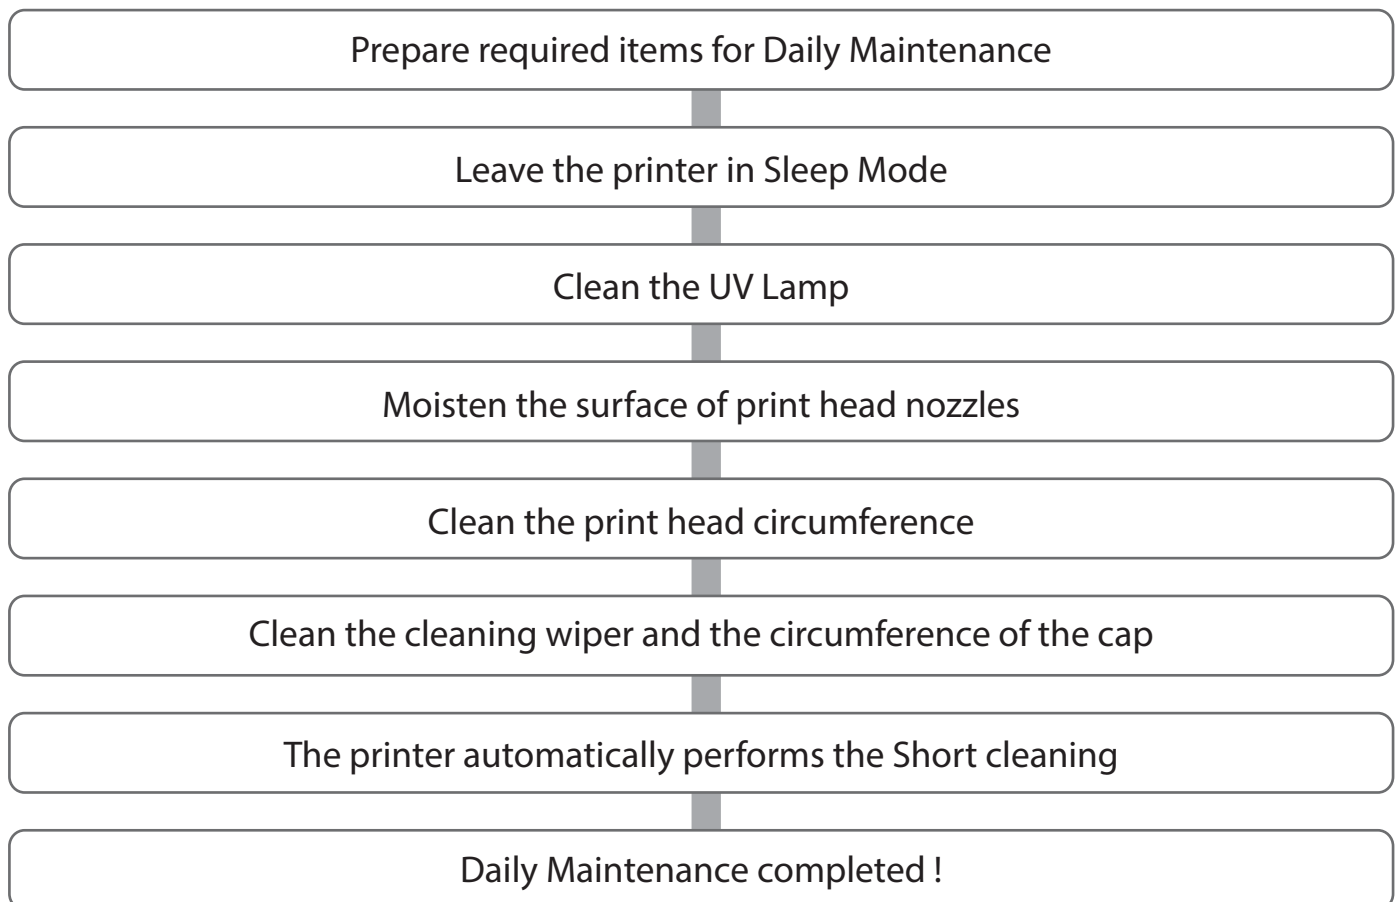 Prepare required items for Daily Maintenance
Leave the printer in Sleep Mode
Clean the UV Lamp
Moisten the surface of print head nozzles
Clean the print head circumference
Clean the cleaning wiper and the circumference of the cap
The printer automatically performs the Short cleaning
Daily Maintenance completed !